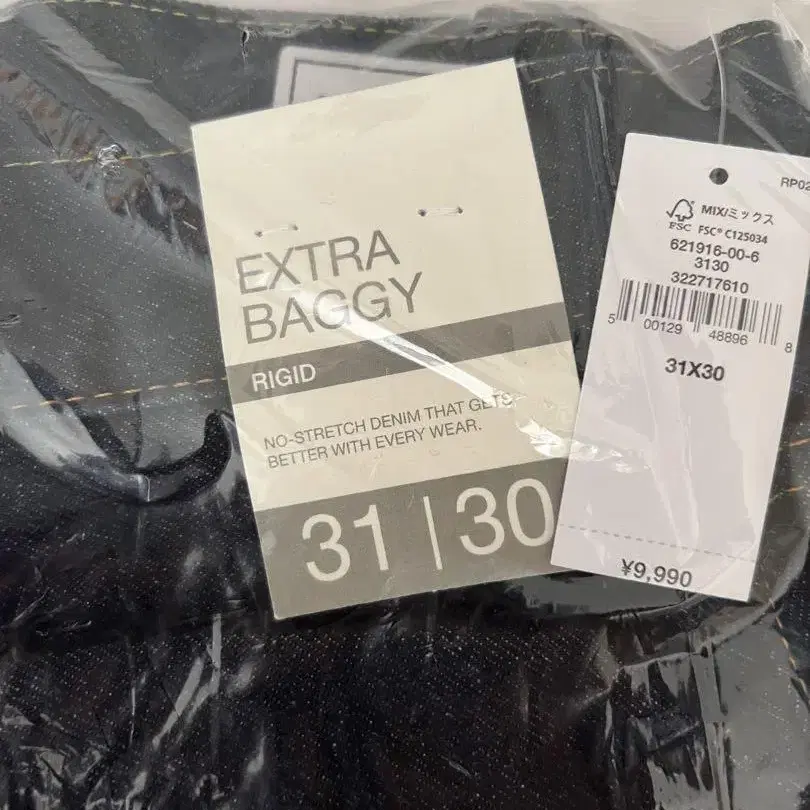 EXTRA
BAGGY
RIGID
NO-STRETCH DENIM THAT GETS
BETTER WITH EVERY WEAR.
31 | 30
RP02
MIX/ミックス
FSC FSC® C125034
621916-00-6
3130
322717610
5 00129 48896 8
31X30
¥9,990